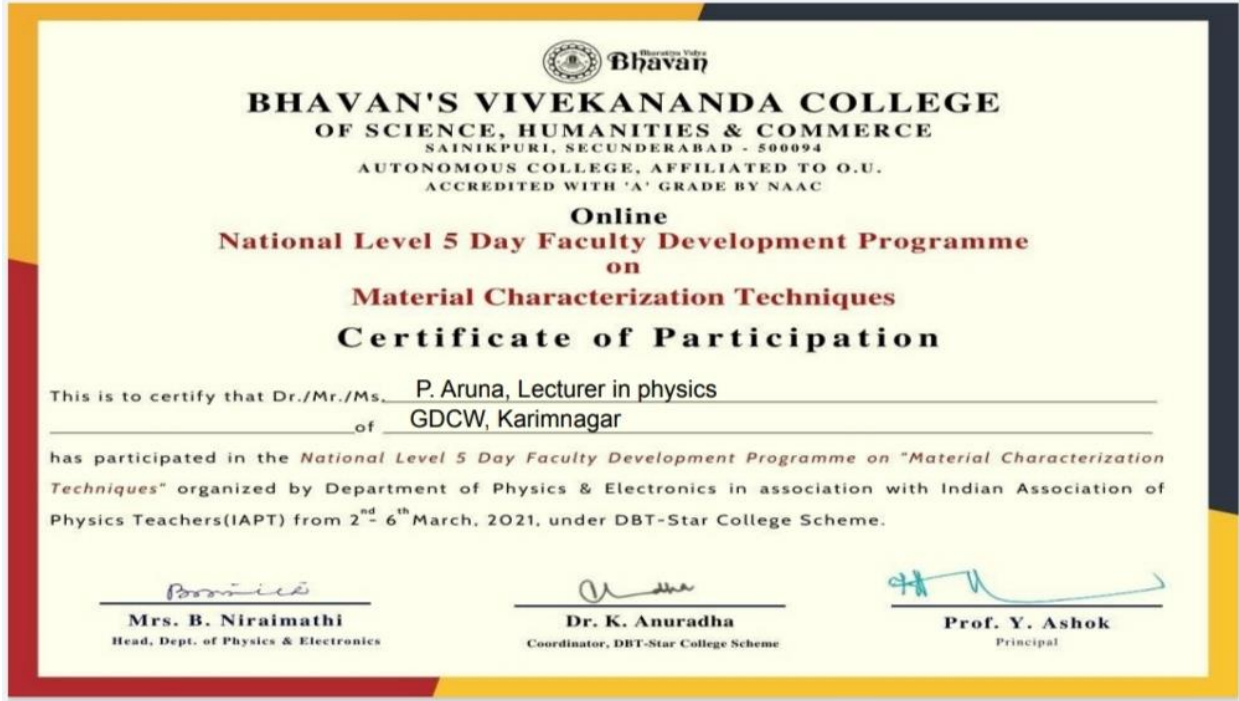 Bharatiya Vidya
Bhavan
BHAVAN'S VIVEKANANDA COLLEGE
OF SCIENCE, HUMANITIES & COMMERCE
SAINIKPURI, SECUNDERABAD - 500094
AUTONOMOUS COLLEGE, AFFILIATED TO O.U.
ACCREDITED WITH 'A' GRADE BY NAAC
Online
National Level 5 Day Faculty Development Programme
on
Material Characterization Techniques
Certificate of Participation
This is to certify that Dr./Mr./Ms. P. Aruna, Lecturer in physics
of GDCW, Karimnagar
has participated in the National Level 5 Day Faculty Development Programme on "Material Characterization
Techniques" organized by Department of Physics & Electronics in association with Indian Association of
Physics Teachers(IAPT) from 2nd- 6th March, 2021, under DBT-Star College Scheme.
Mrs. B. Niraimathi Dr. K. Anuradha Prof. Y. Ashok
Head, Dept. of Physics & Electronics Coordinator, DBT-Star College Scheme Principal